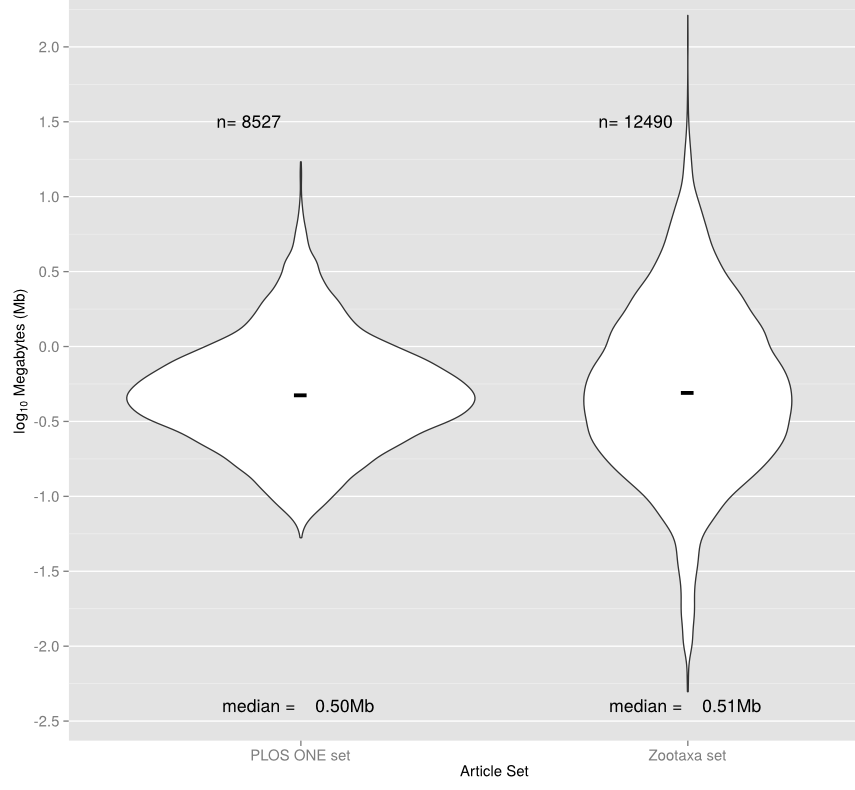 2.0
n= 8527 n= 12490
1.5
1.0
0.5
0.0
-0.5
-1.0
-1.5
-2.0
median = 0.50Mb median = 0.51Mb
-2.5
log10 Megabytes (Mb)
PLOS ONE set Zootaxa set
Article Set